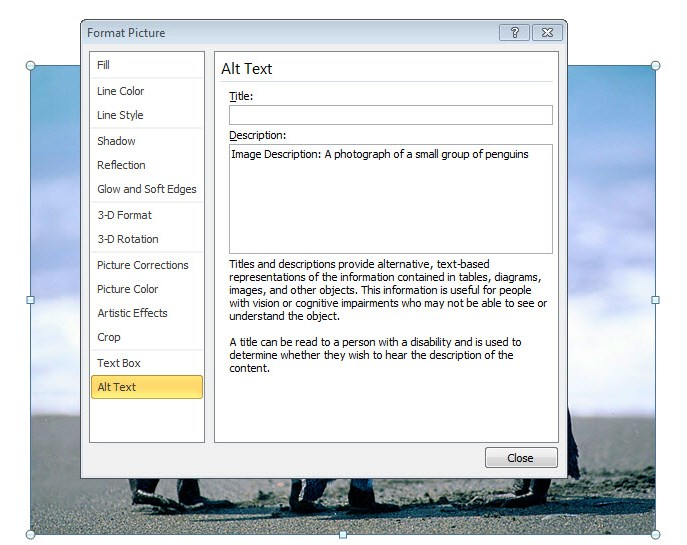 Format Picture
Fill
Line Color
Line Style
Shadow
Reflection
Glow and Soft Edges
3-D Format
3-D Rotation
Picture Corrections
Picture Color
Artistic Effects
Crop
Text Box
Alt Text
Alt Text
Title:
Description:
Image Description: A photograph of a small group of penguins
Titles and descriptions provide alternative, text-based
representations of the information contained in tables, diagrams,
images, and other objects. This information is useful for people
with vision or cognitive impairments who may not be able to see or
understand the object.
A title can be read to a person with a disability and is used to
determine whether they wish to hear the description of the
content.
Close